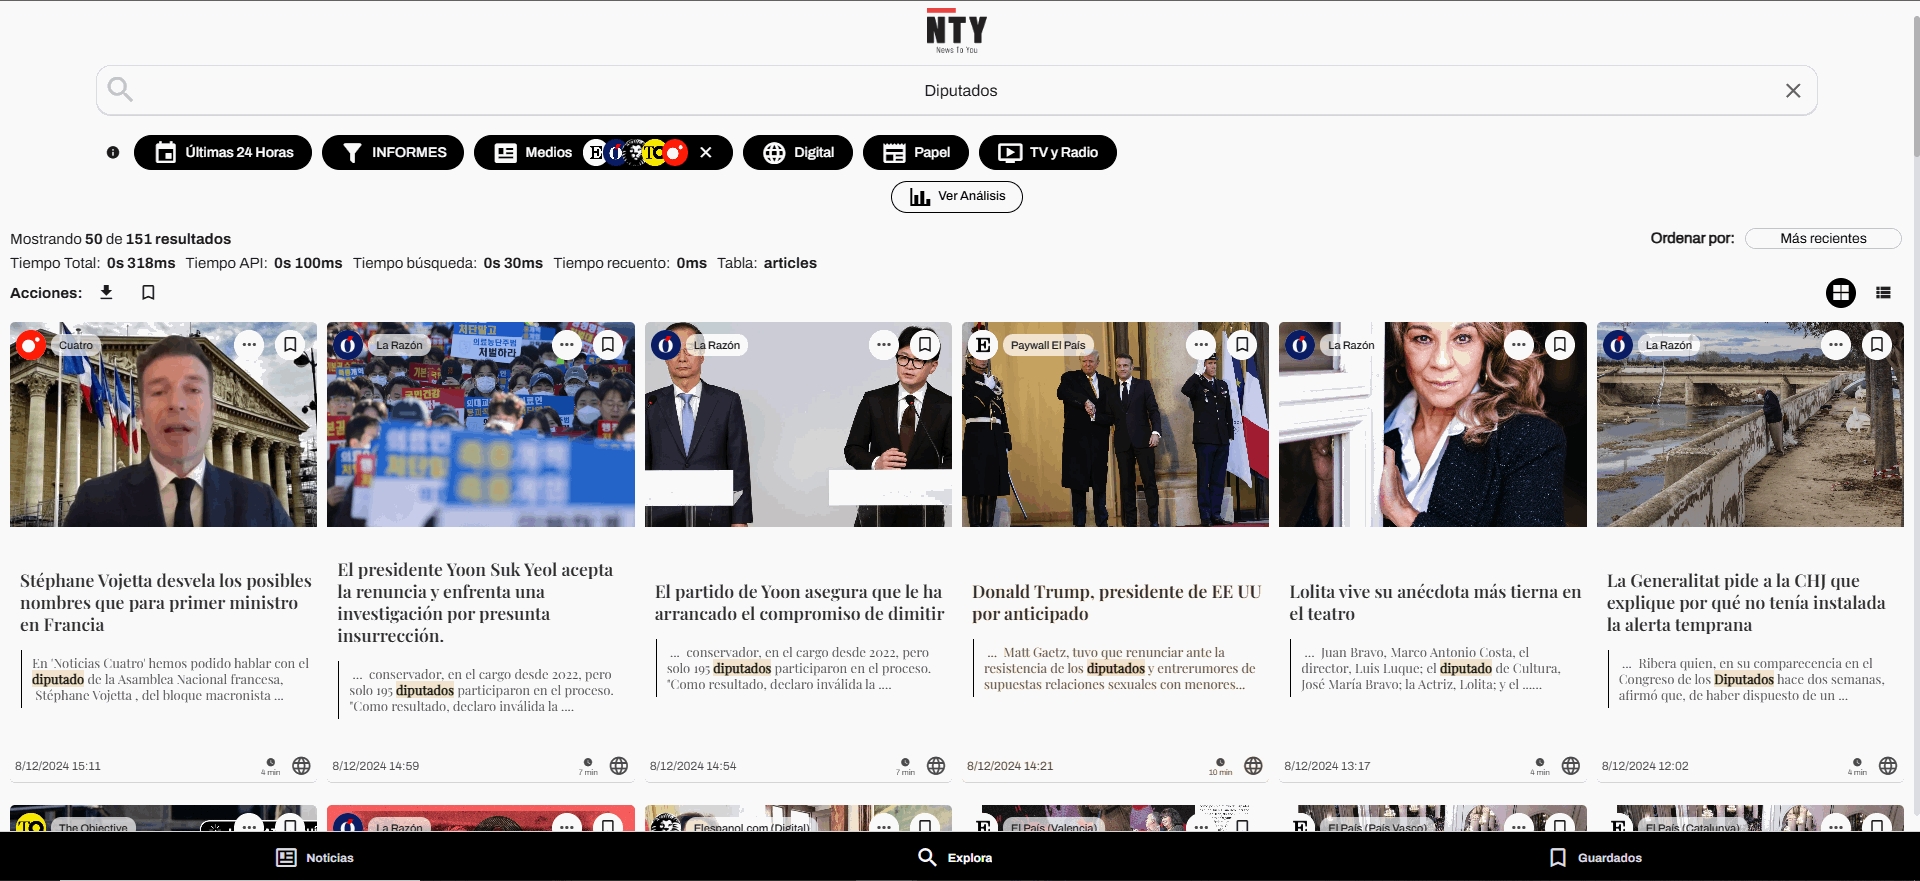 NTY
News To You
Diputados
Últimas 24 Horas
INFORMES
Medios
Digital
Papel
TV y Radio
Ver Análisis
Mostrando 50 de 151 resultados
Ordenar por: Más recientes
Tiempo Total: 0s 318ms Tiempo API: 0s 100ms Tiempo búsqueda: 0s 30ms Tiempo recuento: 0ms Tabla: articles
Acciones:
Cuatro
Stéphane Vojetta desvela los posibles
nombres que para primer ministro
en Francia
En 'Noticias Cuatro' hemos podido hablar con el
diputado de la Asamblea Nacional francesa,
Stéphane Vojetta , del bloque macronista ...
8/12/2024 15:11
4 min
La Razón
El presidente Yoon Suk Yeol acepta
la renuncia y enfrenta una
investigación por presunta
insurrección.
... conservador, en el cargo desde 2022, pero
solo 195 diputados participaron en el proceso.
"Como resultado, declaro inválida la ....
8/12/2024 14:59
7 min
La Razón
El partido de Yoon asegura que le ha
arrancado el compromiso de dimitir
... conservador, en el cargo desde 2022, pero
solo 195 diputados participaron en el proceso.
"Como resultado, declaro inválida la ....
8/12/2024 14:54
7 min
Paywall El País
Donald Trump, presidente de EE UU
por anticipado
... Matt Gaetz, tuvo que renunciar ante la
resistencia de los diputados y entrerumores de
supuestas relaciones sexuales con menores...
8/12/2024 14:21
10 min
La Razón
Lolita vive su anécdota más tierna en
el teatro
... Juan Bravo, Marco Antonio Costa, el
director, Luis Luque; el diputado de Cultura,
José María Bravo; la Actriz, Lolita; y el ......
8/12/2024 13:17
4 min
La Razón
La Generalitat pide a la CHJ que
explique por qué no tenía instalada
la alerta temprana
... Ribera quien, en su comparecencia en el
Congreso de los Diputados hace dos semanas,
afirmó que, de haber dispuesto de un ...
8/12/2024 12:02
4 min
The Objective
La Razón
Elespanol.com (Digital)
El País (Valencia)
El País (País Vasco)
El País (Catalunya)
Noticias
Explora
Guardados